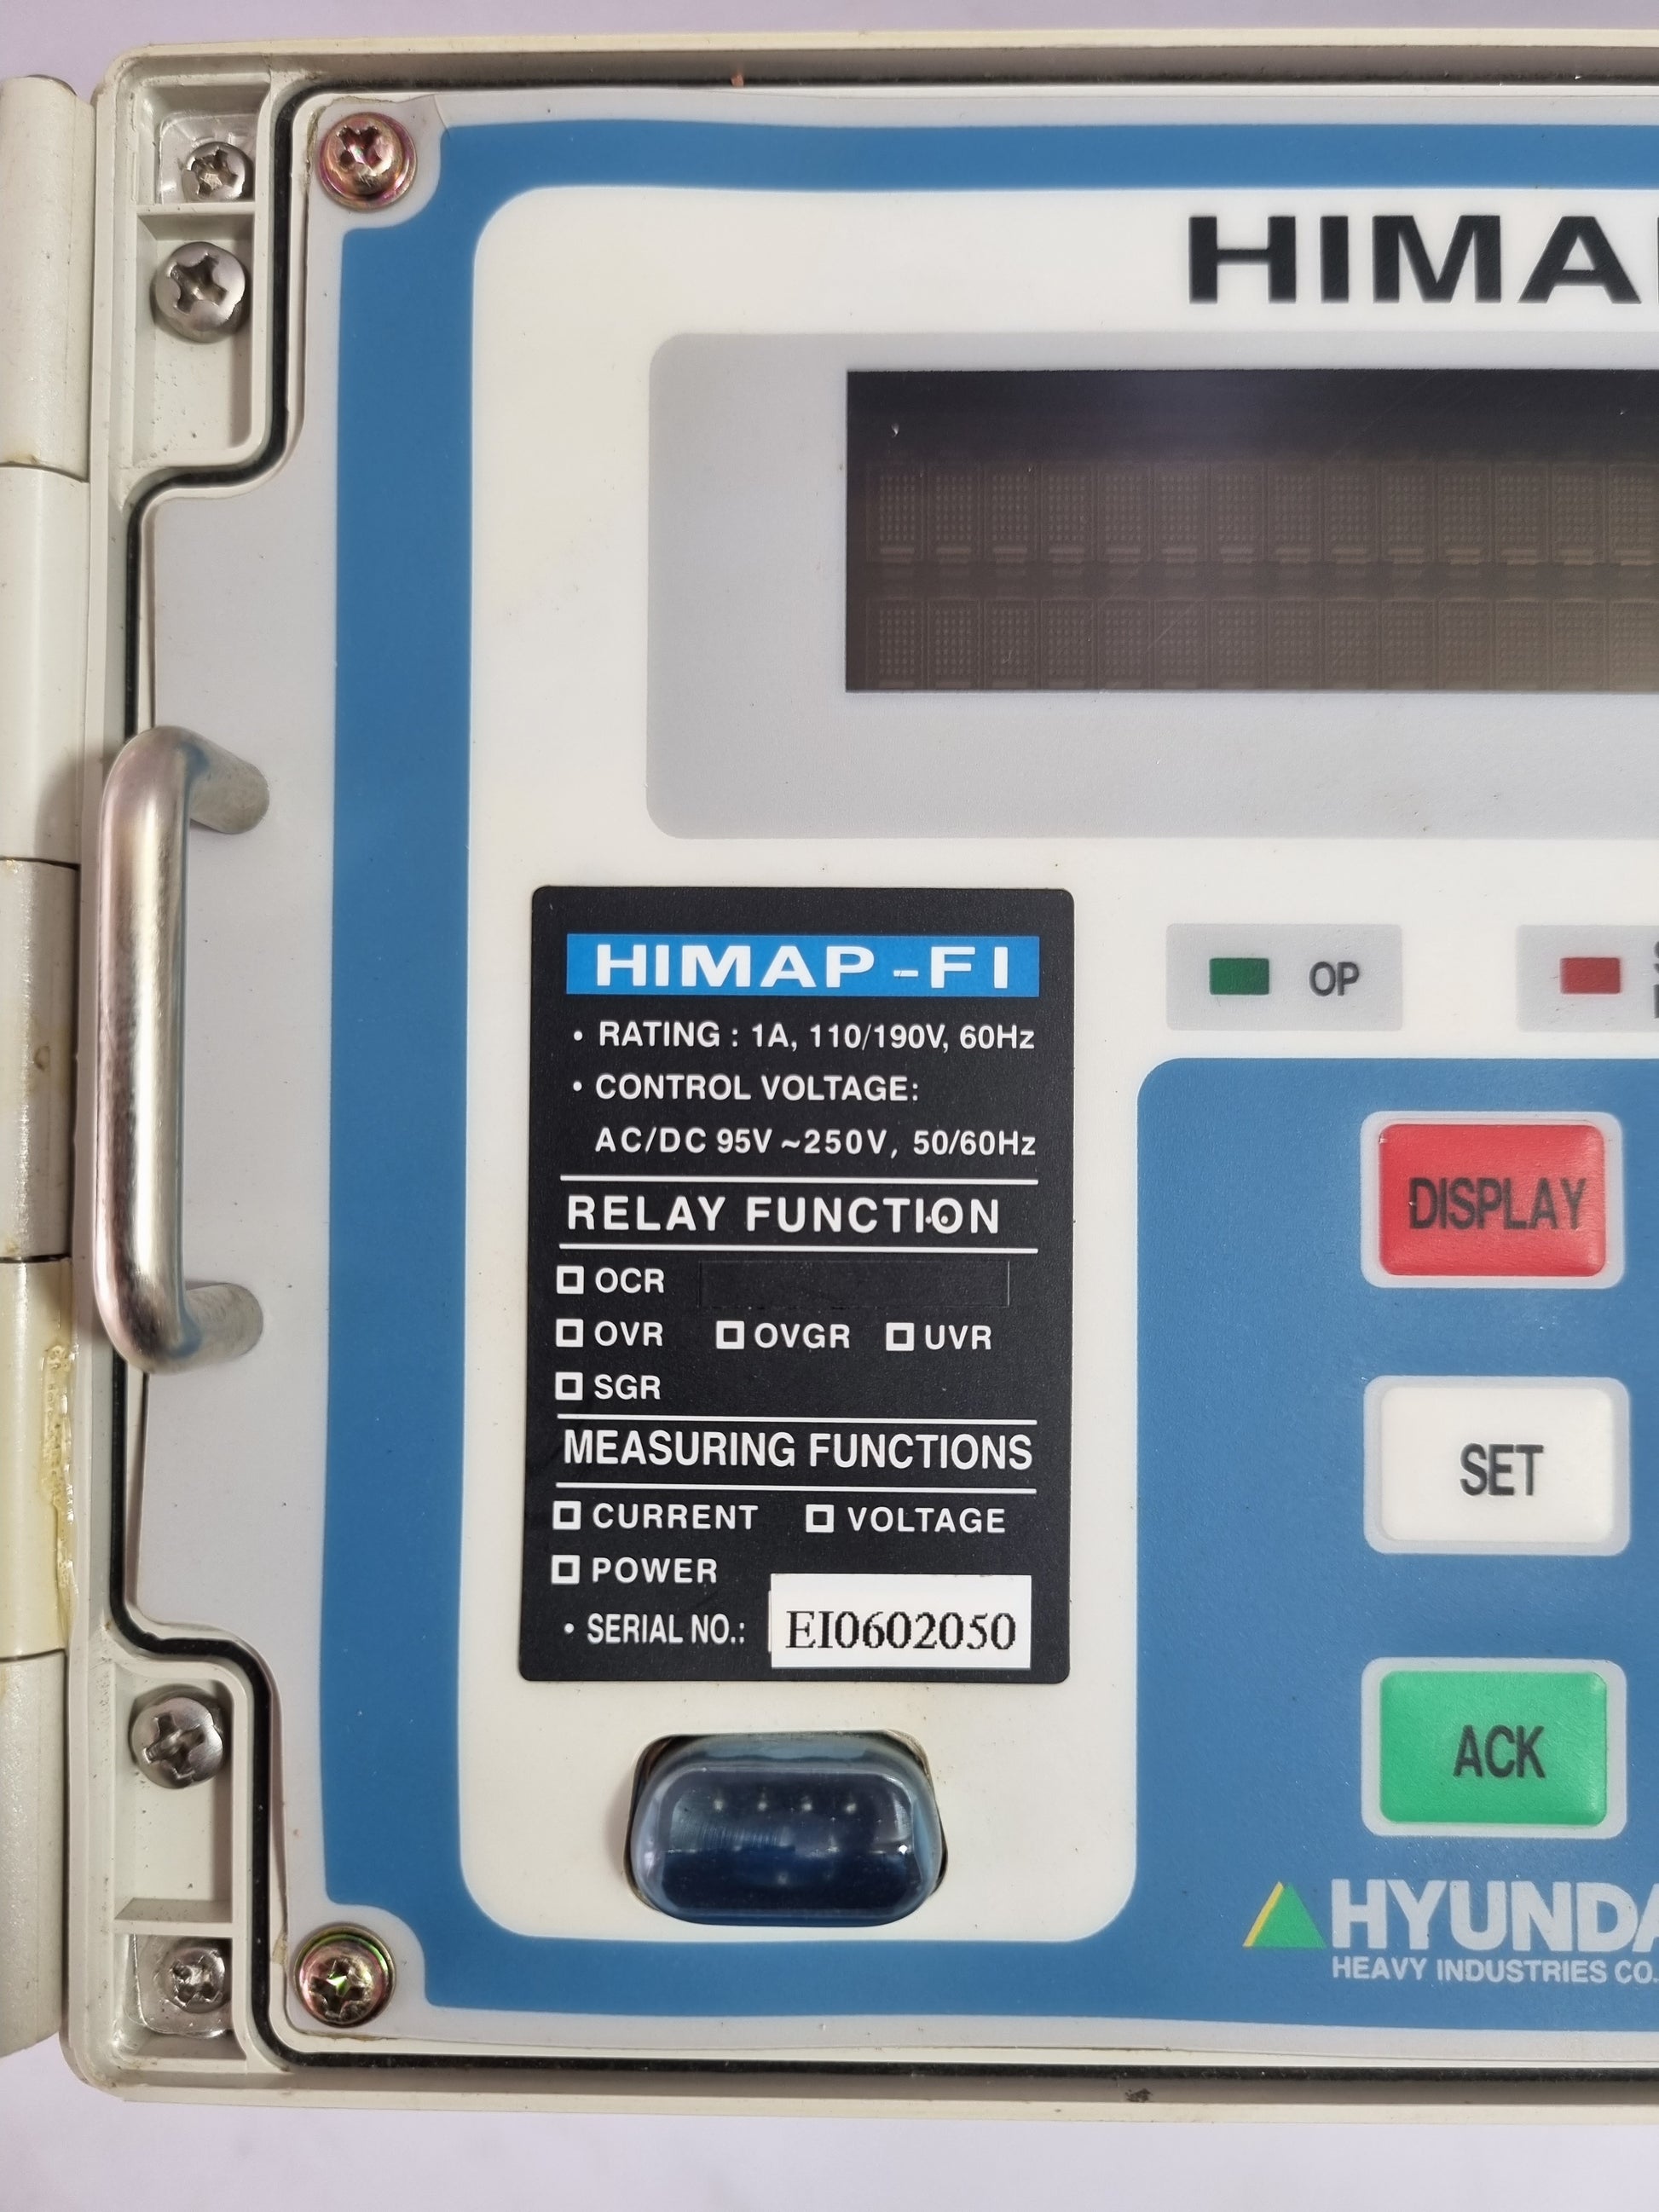 HIMA
HIMAP-FI
• RATING : 1A, 110/190V, 60Hz
• CONTROL VOLTAGE:
AC/DC 95V ~250V, 50/60Hz
RELAY FUNCTION
OCR
OVR OVGR UVR
SGR
MEASURING FUNCTIONS
CURRENT VOLTAGE
POWER
• SERIAL NO.: EI0602050
OP
DISPLAY
SET
ACK
HYUNDA
HEAVY INDUSTRIES CO.